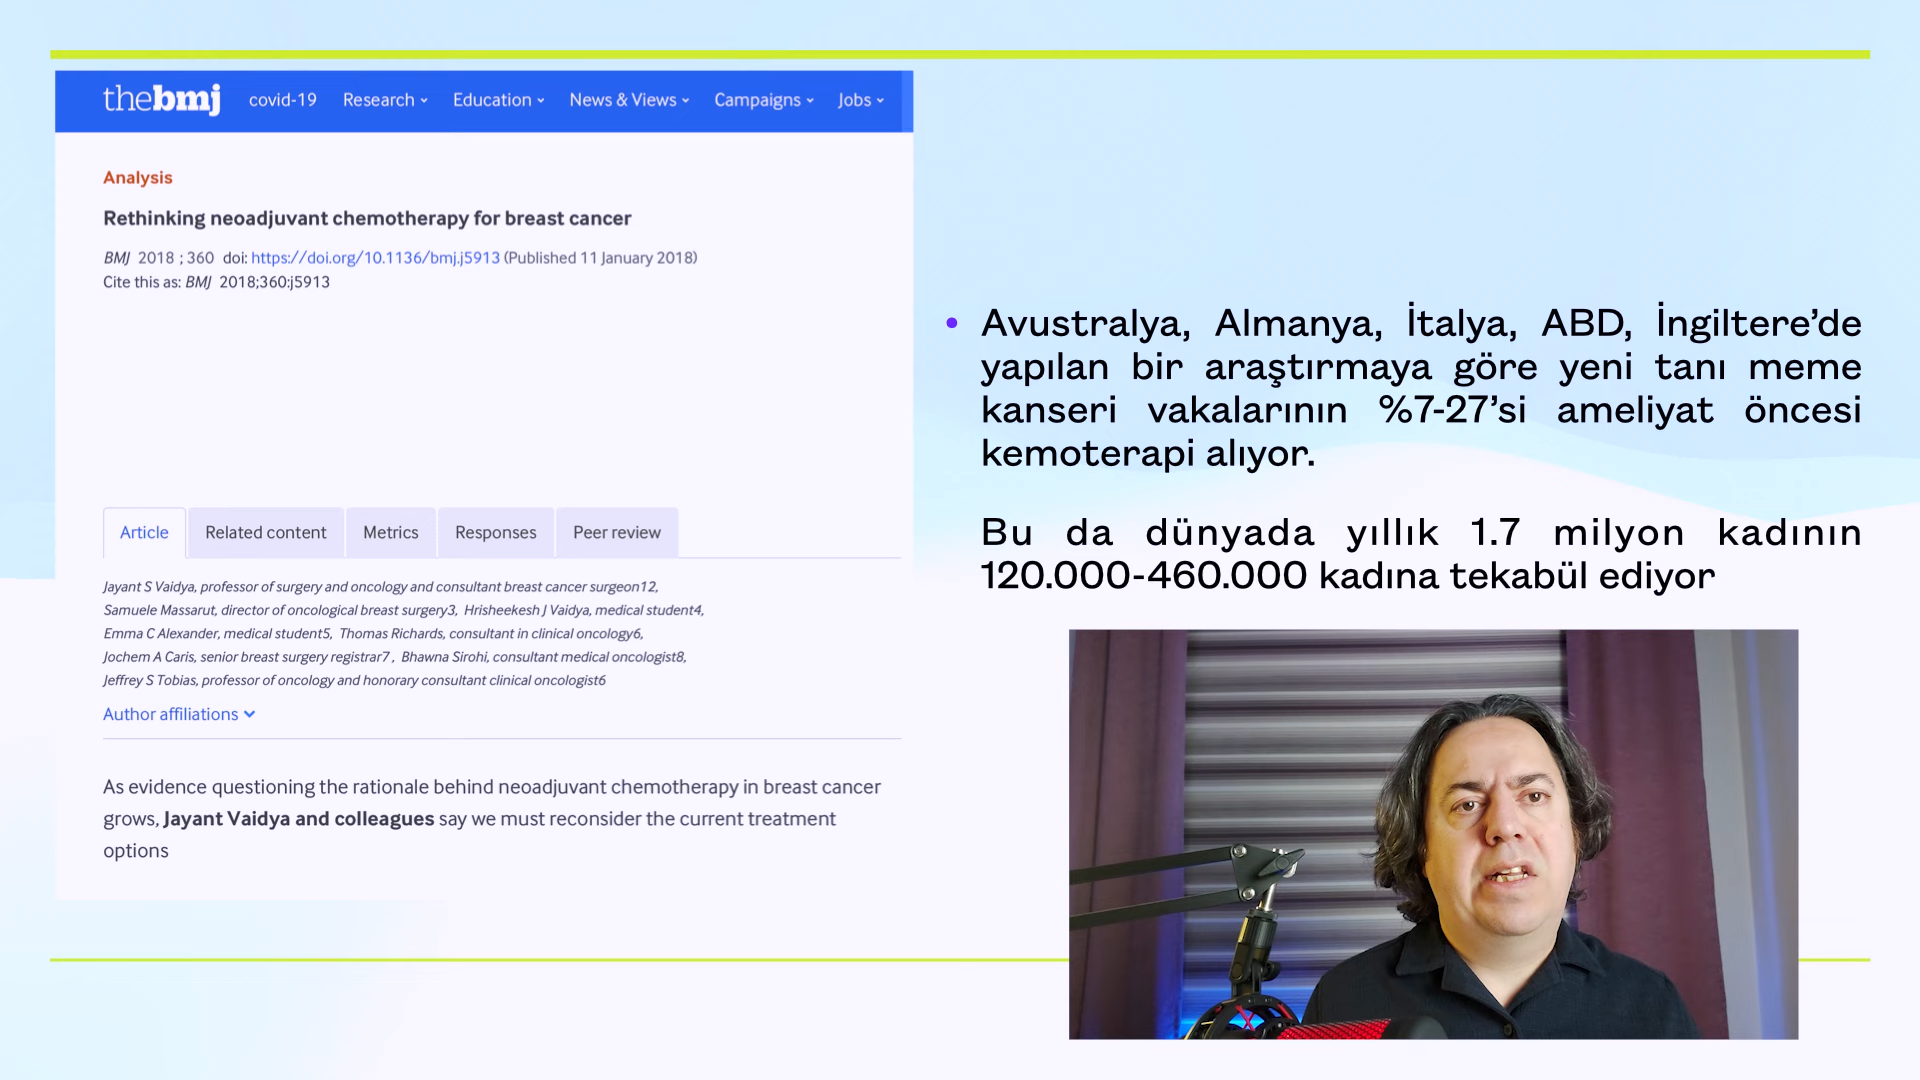 thebmj covid-19 Research Education News & Views Campaigns Jobs
Analysis
Rethinking neoadjuvant chemotherapy for breast cancer
BMJ 2018 ; 360 doi: https://doi.org/10.1136/bmj.j5913 (Published 11 January 2018)
Cite this as: BMJ 2018;360:j5913
Article Related content Metrics Responses Peer review
Jayant S Vaidya, professor of surgery and oncology and consultant breast cancer surgeon12,
Samuele Massarut, director of oncological breast surgery3, Hrisheekesh J Vaidya, medical student4,
Emma C Alexander, medical student5, Thomas Richards, consultant in clinical oncology6,
Jochem A Caris, senior breast surgery registrar7 , Bhawna Sirohi, consultant medical oncologist8,
Jeffrey S Tobias, professor of oncology and honorary consultant clinical oncologist6
Author affiliations
As evidence questioning the rationale behind neoadjuvant chemotherapy in breast cancer
grows, Jayant Vaidya and colleagues say we must reconsider the current treatment
options
• Avustralya, Almanya, İtalya, ABD, İngiltere’de
yapılan bir araştırmaya göre yeni tanı meme
kanseri vakalarının %7-27’si ameliyat öncesi
kemoterapi alıyor.
Bu da dünyada yıllık 1.7 milyon kadının
120.000-460.000 kadına tekabül ediyor